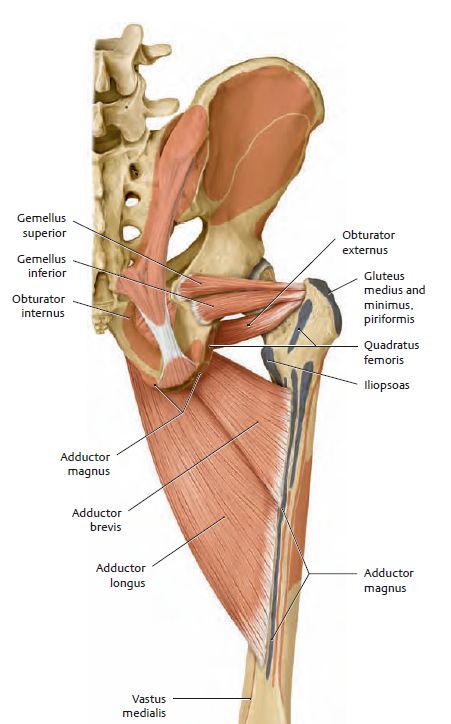 Gemellus
superior
Gemellus
inferior
Obturator
internus
Adductor
magnus
Adductor
brevis
Adductor
longus
Vastus
medialis
Obturator
externus
Gluteus
medius and
minimus,
piriformis
Quadratus
femoris
Iliopsoas
Adductor
magnus